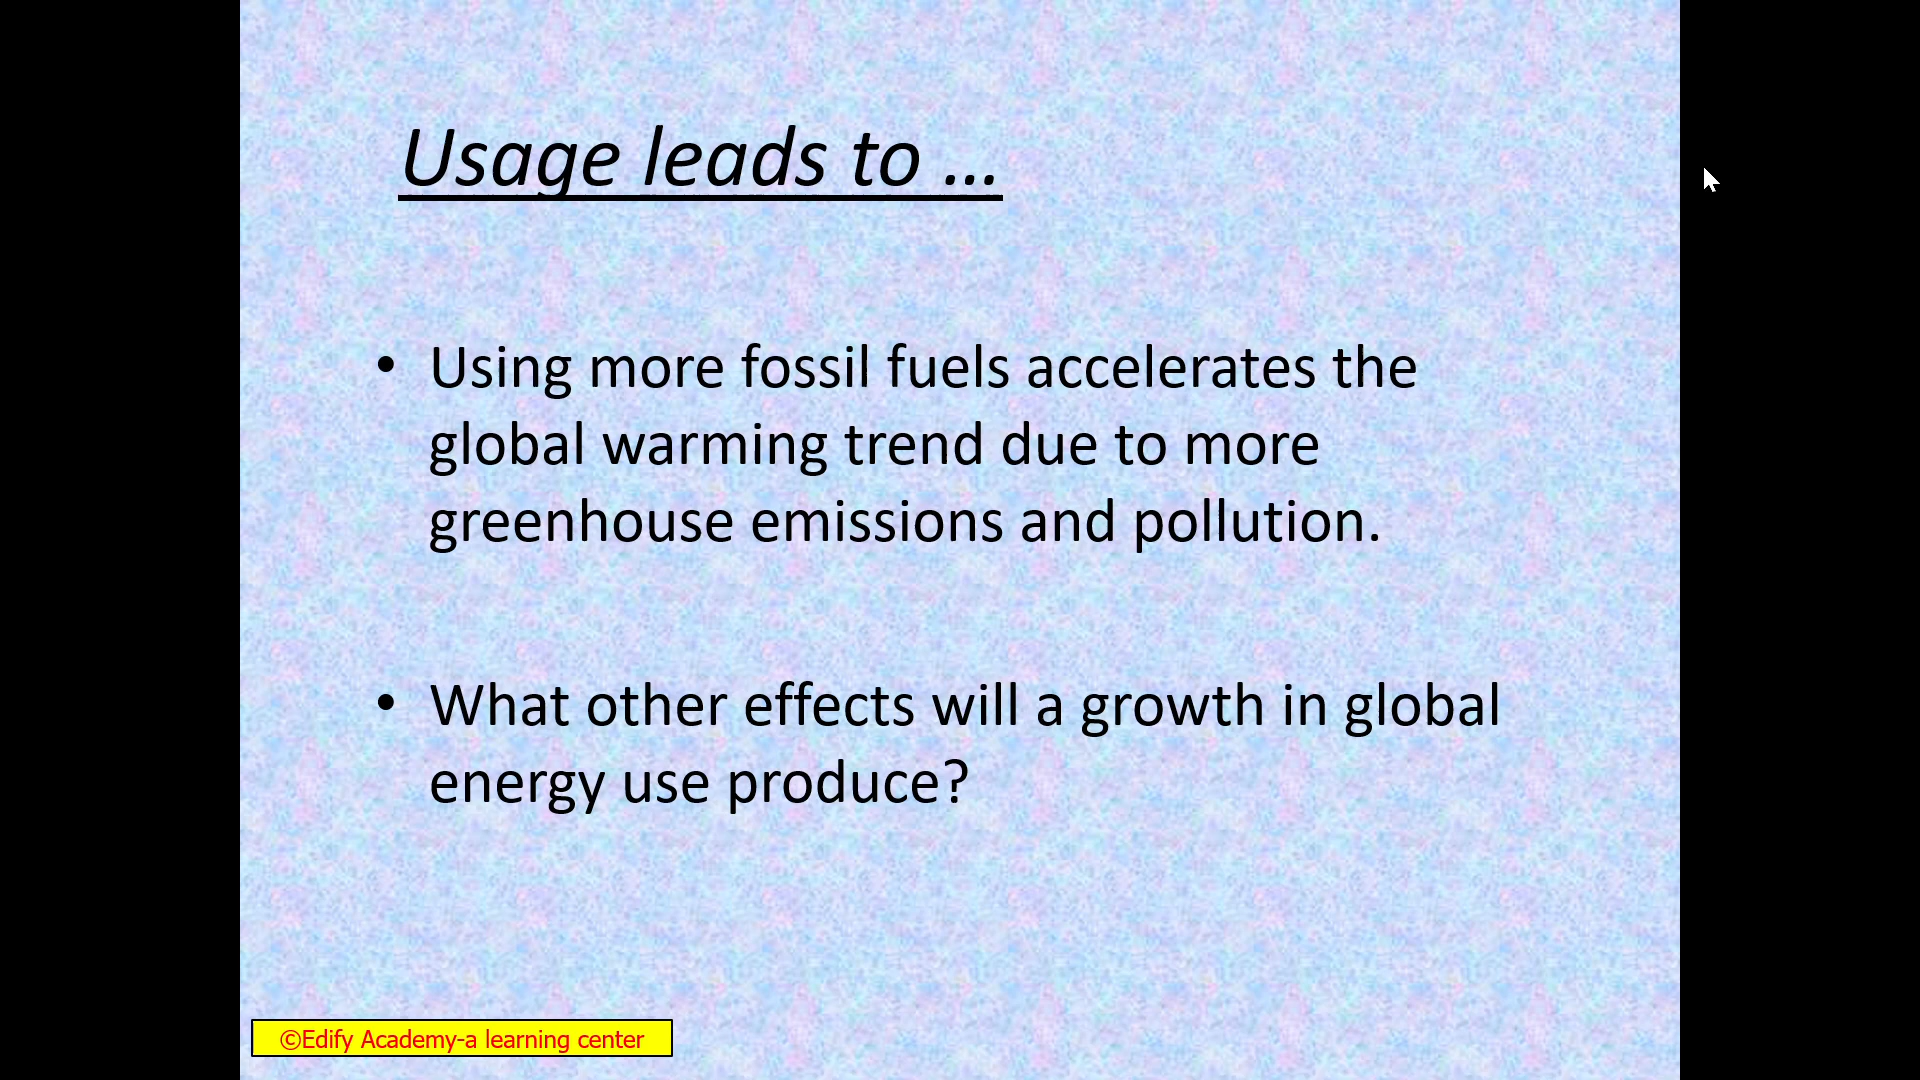 Usage leads to ...
• Using more fossil fuels accelerates the
global warming trend due to more
greenhouse emissions and pollution.
• What other effects will a growth in global
energy use produce?
©Edify Academy-a learning center